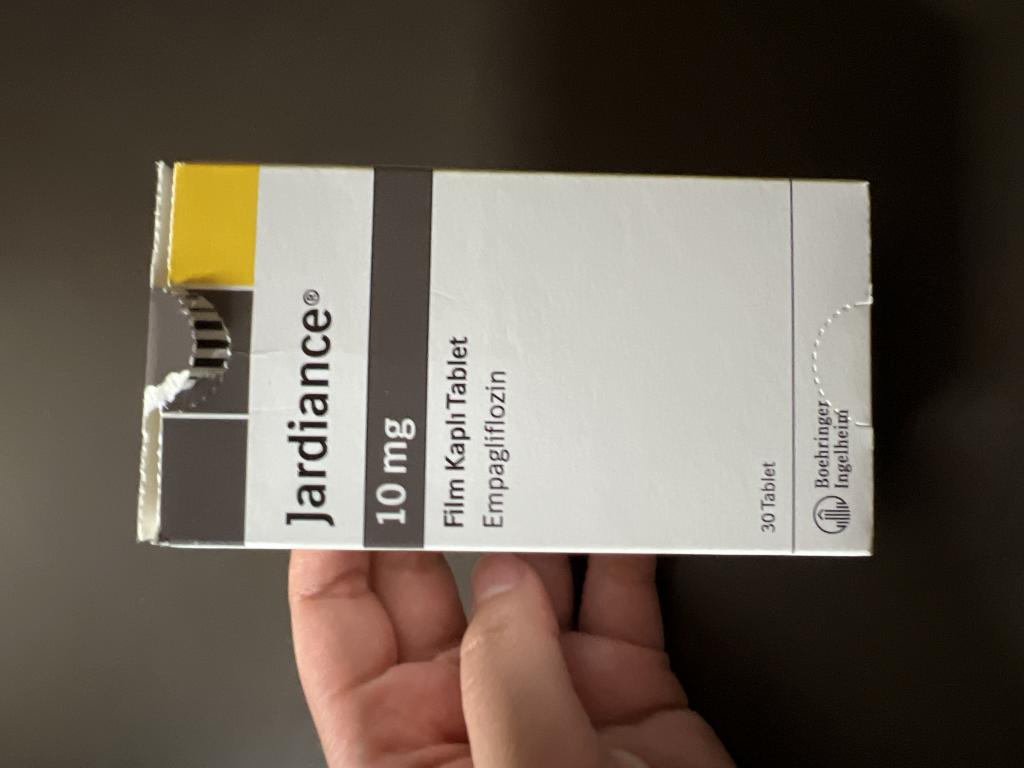 Jardiance®
10 mg
Film Kaplı Tablet
Empagliflozin
30 Tablet
Boehringer
Ingelheim